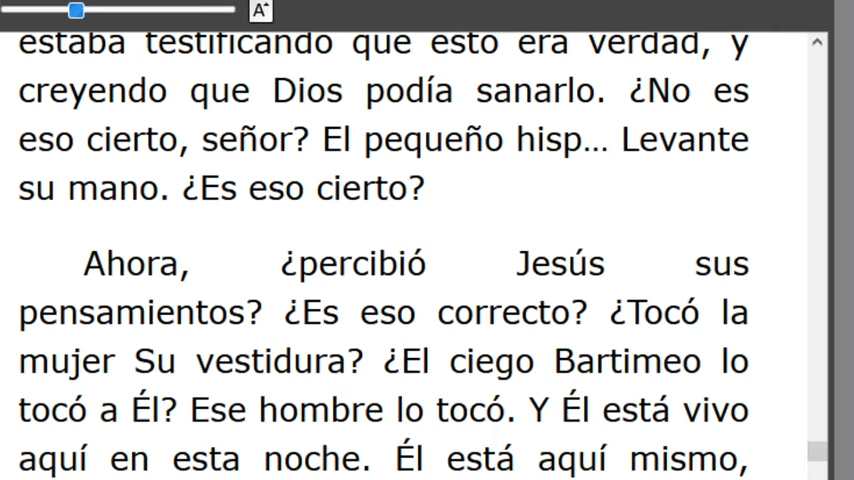 A
estaba testificando que esto era verdad, y
creyendo que Dios podía sanarlo. ¿No es
eso cierto, señor? El pequeño hisp... Levante
su mano. ¿Es eso cierto?
Ahora, ¿percibió Jesús sus
pensamientos? ¿Es eso correcto? ¿Tocó la
mujer Su vestidura? ¿El ciego Bartimeo lo
tocó a Él? Ese hombre lo tocó. Y Él está vivo
aquí en esta noche. Él está aquí mismo,